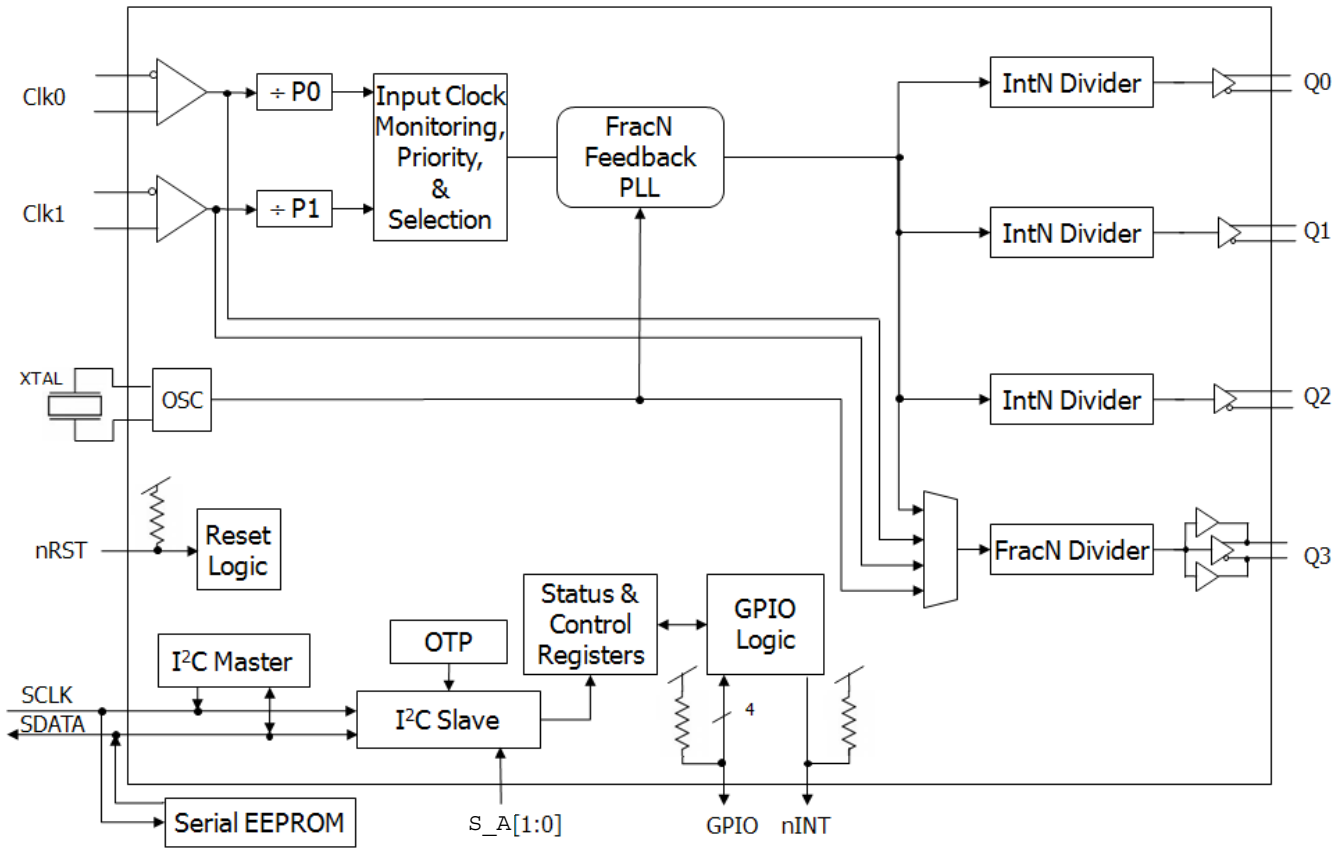 Clk0
÷ P0
Input Clock
Monitoring,
Priority,
&
Selection
FracN
Feedback
PLL
IntN Divider
Q0
Clk1
÷ P1
IntN Divider
Q1
XTAL
OSC
IntN Divider
Q2
nRST
Reset
Logic
FracN Divider
Q3
Status &
Control
Registers
GPIO
Logic
OTP
I²C Master
SCLK
SDATA
I²C Slave
4
Serial EEPROM
S_A[1:0]
GPIO
nINT